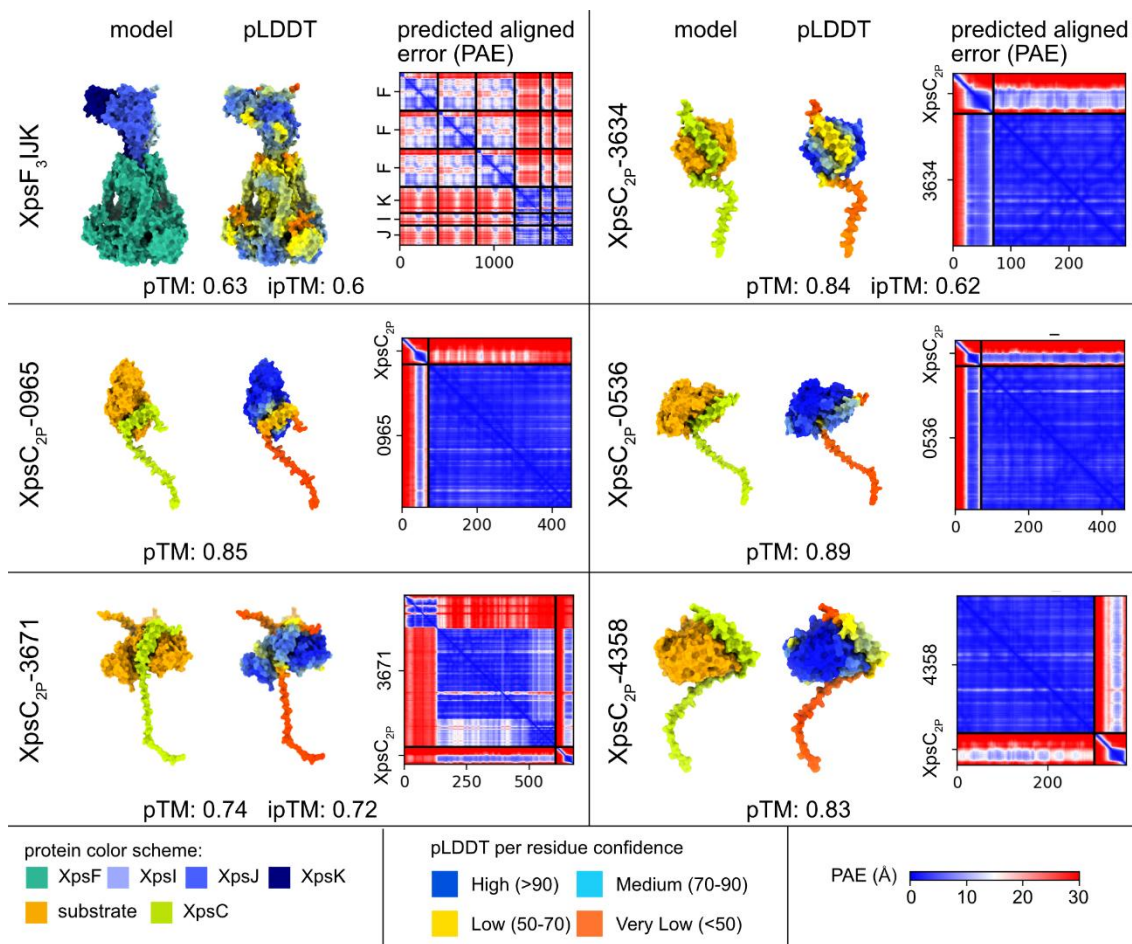 model pLDDT predicted aligned error (PAE)
XpsF3IJK
F F F K I J
0 1000
pTM: 0.63 ipTM: 0.6
model pLDDT predicted aligned error (PAE)
XpsC2P-3634
XpsC2P
3634
0 100 200
pTM: 0.84 ipTM: 0.62
XpsC2P-0965
XpsC2P
0965
0 200 400
pTM: 0.85
XpsC2P-0536
XpsC2P
0536
0 200 400
pTM: 0.89
XpsC2P-3671
3671
XpsC2P
0 250 500
pTM: 0.74 ipTM: 0.72
XpsC2P-4358
4358
XpsC2P
0 200
pTM: 0.83
protein color scheme:
XpsF XpsI XpsJ XpsK
substrate XpsC
pLDDT per residue confidence
High (>90) Medium (70-90)
Low (50-70) Very Low (<50)
PAE (Å)
0 10 20 30